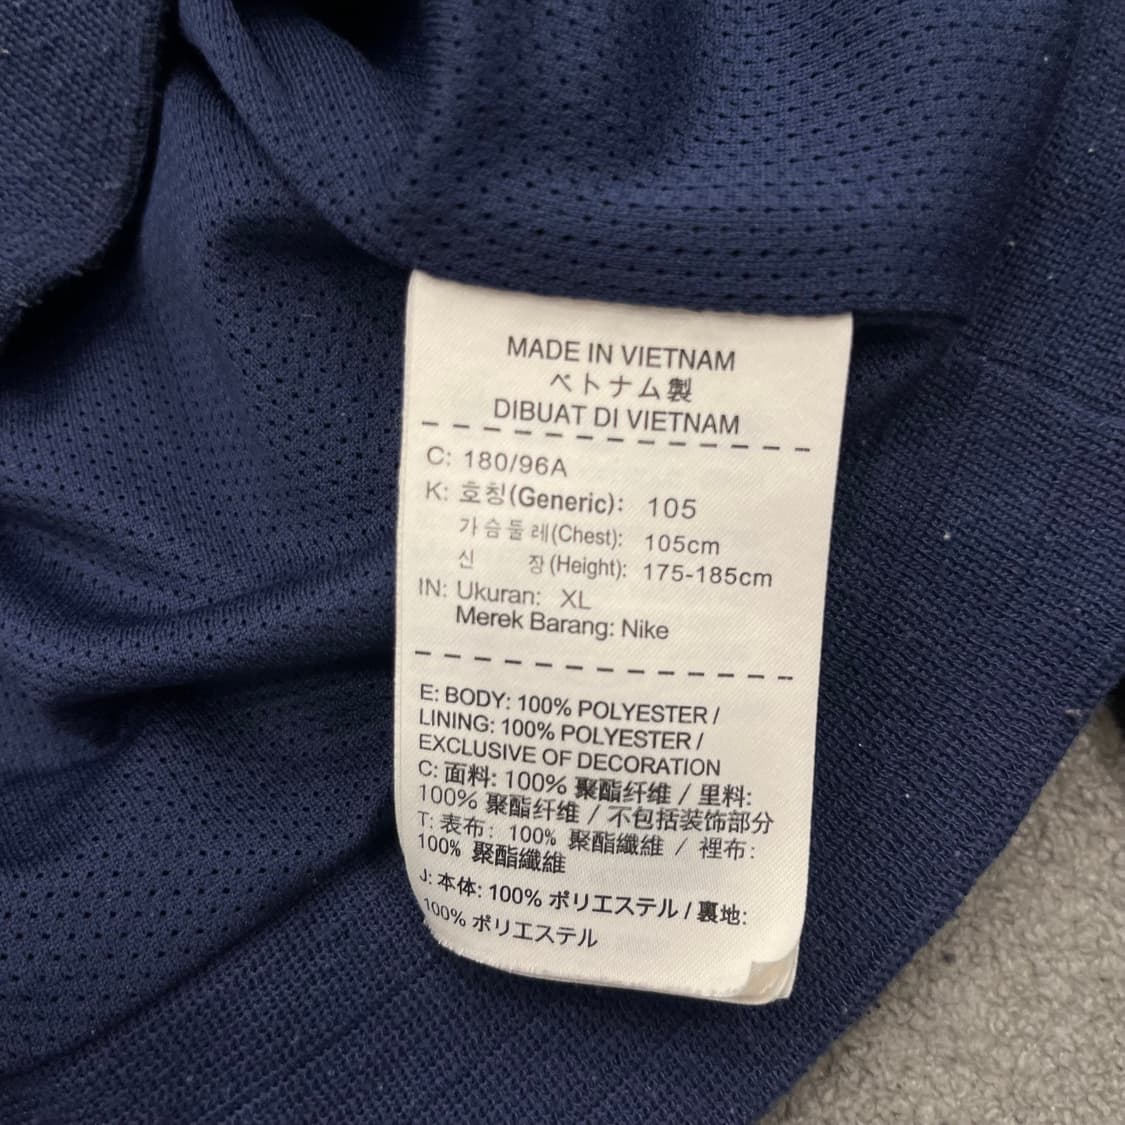 MADE IN VIETNAM
ベトナム製
DIBUAT DI VIETNAM
C: 180/96A
K: 호칭(Generic): 105
가슴둘레(Chest): 105cm
신 장(Height): 175-185cm
IN: Ukuran: XL
Merek Barang: Nike
E: BODY: 100% POLYESTER /
LINING: 100% POLYESTER /
EXCLUSIVE OF DECORATION
C: 面料: 100% 聚酯纤维 / 里料:
100% 聚酯纤维 / 不包括装饰部分
T: 表布: 100% 聚酯纖維 / 裡布:
100% 聚酯纖維
J: 本体: 100% ポリエステル / 裏地:
100% ポリエステル